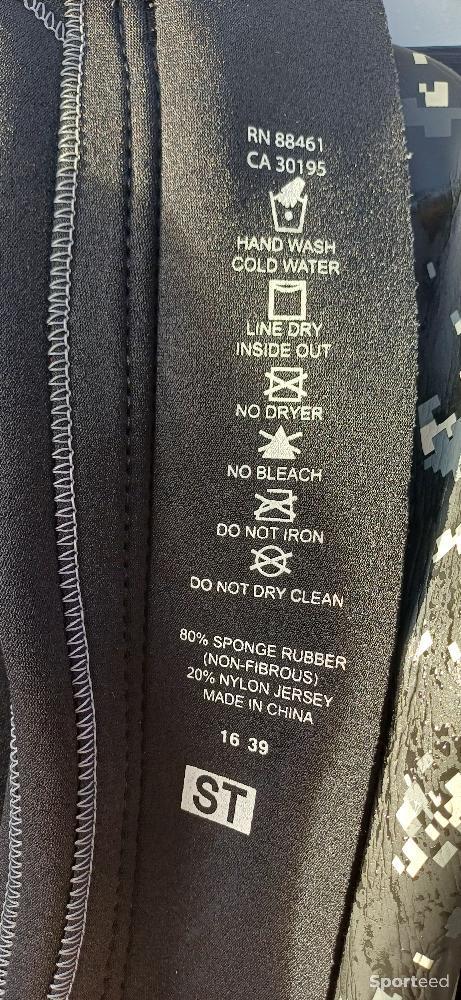 RN 88461
CA 30195
HAND WASH
COLD WATER
LINE DRY
INSIDE OUT
NO DRYER
NO BLEACH
DO NOT IRON
DO NOT DRY CLEAN
80% SPONGE RUBBER
(NON-FIBROUS)
20% NYLON JERSEY
MADE IN CHINA
16 39
ST
Sporteed